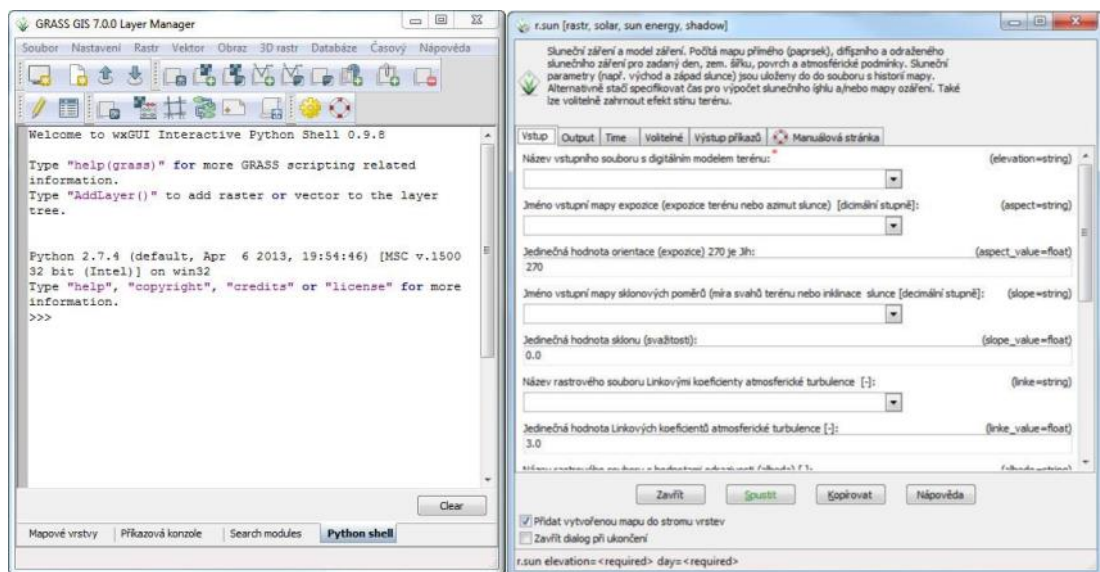 GRASS GIS 7.0.0 Layer Manager
Soubor Nastavení Rastr Vektor Obraz 3D rastr Databáze Časový Nápověda
Welcome to wxGUI Interactive Python Shell 0.9.8
Type "help(grass)" for more GRASS scripting related
information.
Type "AddLayer()" to add raster or vector to the layer
tree.
Python 2.7.4 (default, Apr 6 2013, 19:54:46) [MSC v.1500
32 bit (Intel)] on win32
Type "help", "copyright", "credits" or "license" for more
information.
>>>
Clear
Mapové vrstvy Příkazová konzole Search modules Python shell
r.sun [rastr, solar, sun energy, shadow]
Sluneční záření a model záření. Počítá mapu přímého (paprsek), difizního a odraženého
slunečního záření pro zadaný den, zem. šířku, povrch a atmosférické podmínky. Sluneční
parametry (např. východ a západ slunce) jsou uloženy do do souboru s historií mapy.
Alternativně stačí specifikovat čas pro výpočet slunečního úhlu a/nebo mapy ozáření. Také
lze volitelně zahrnout efekt stínu terénu.
Vstup Output Time Volitelné Výstup příkazů Manuálová stránka
Název vstupního souboru s digitálním modelem terénu:* (elevation=string)
Jméno vstupní mapy expozice (expozice terénu nebo azimut slunce) [dicimální stupně]: (aspect=string)
Jedinečná hodnota orientace (expozice) 270 je Jih: (aspect_value=float)
270
Jméno vstupní mapy sklonových poměrů (míra svahů terénu nebo inklinace slunce [decimální stupně]: (slope=string)
Jedinečná hodnota sklonu (svažitosti): (slope_value=float)
0.0
Název rastrového souboru Linkovými koeficienty atmosferické turbulence [-]: (linke=string)
Jedinečná hodnota Linkových koeficientů atmosferické turbulence [-]: (linke_value=float)
3.0
Zavřít Spustit Kopírovat Nápověda
Přidat vytvořenou mapu do stromu vrstev
Zavřít dialog při ukončení
r.sun elevation=<required> day=<required>